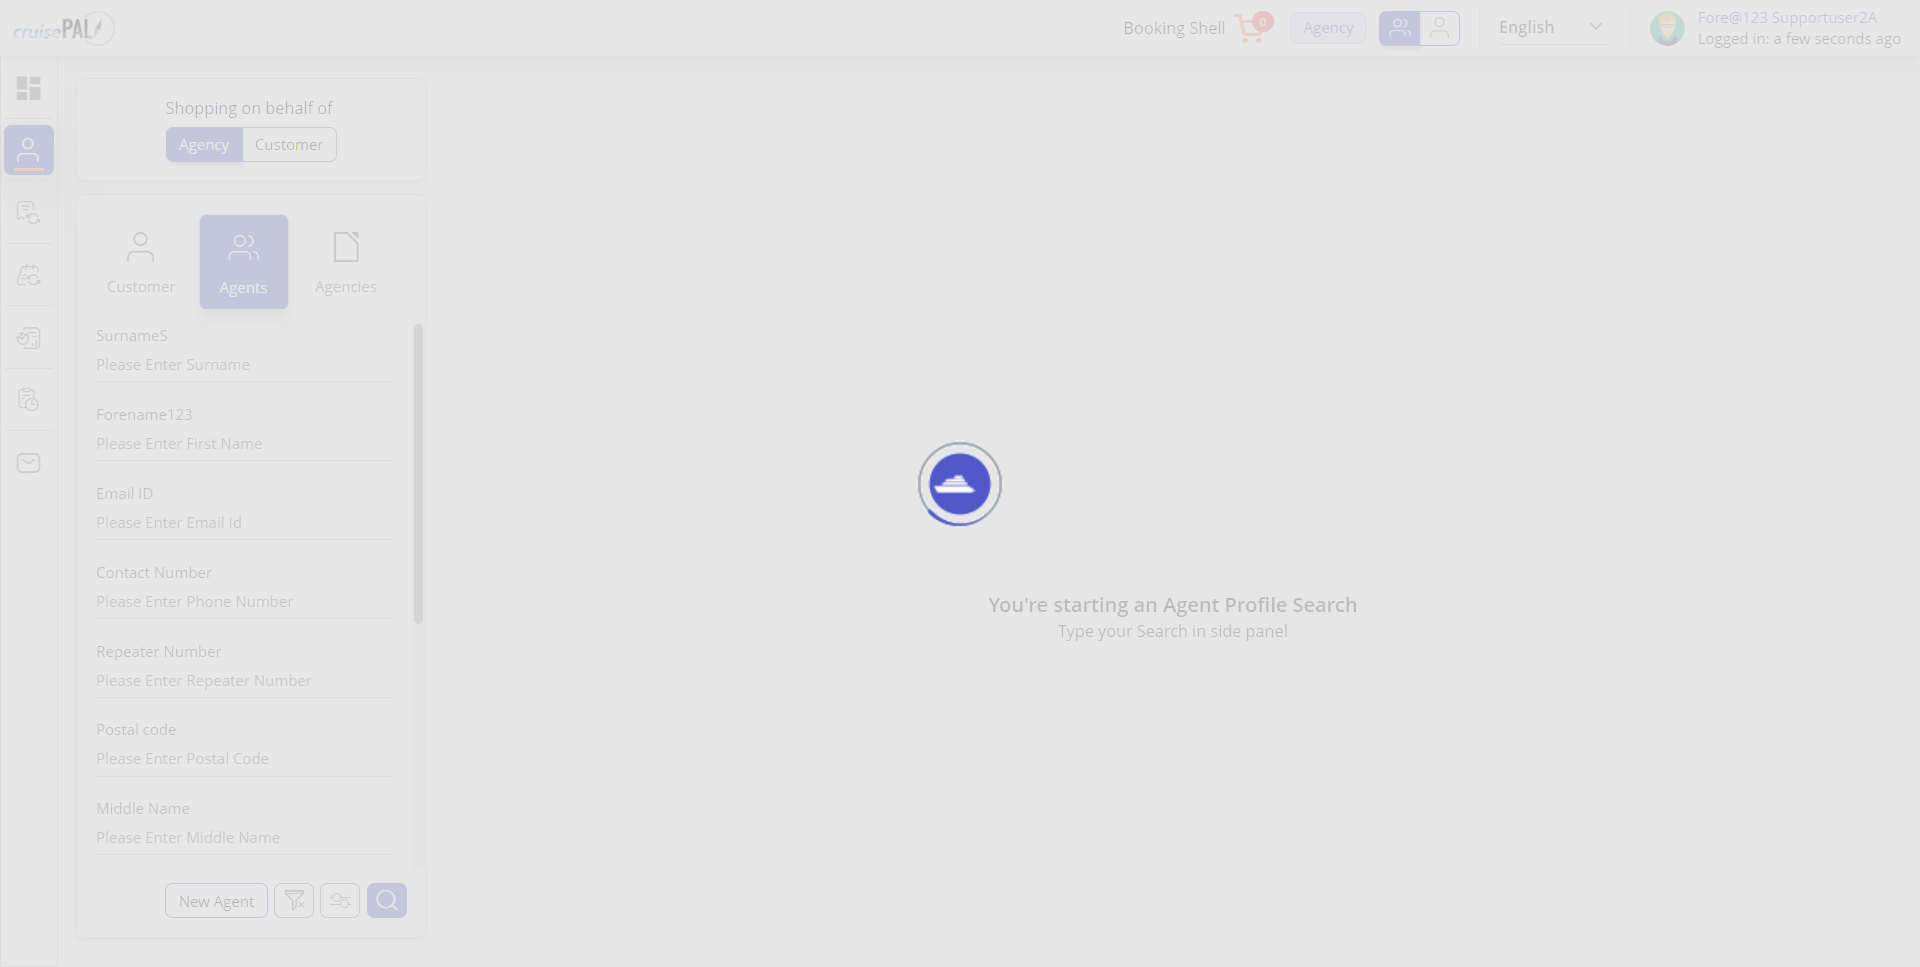 cruisePAL
Booking Shell
0
Agency
English
Fore@123 Supportuser2A
Logged in: a few seconds ago
Shopping on behalf of
Agency
Customer
Customer
Agents
Agencies
SurnameS
Please Enter Surname
Forename123
Please Enter First Name
Email ID
Please Enter Email Id
Contact Number
Please Enter Phone Number
Repeater Number
Please Enter Repeater Number
Postal code
Please Enter Postal Code
Middle Name
Please Enter Middle Name
New Agent
You're starting an Agent Profile Search
Type your Search in side panel